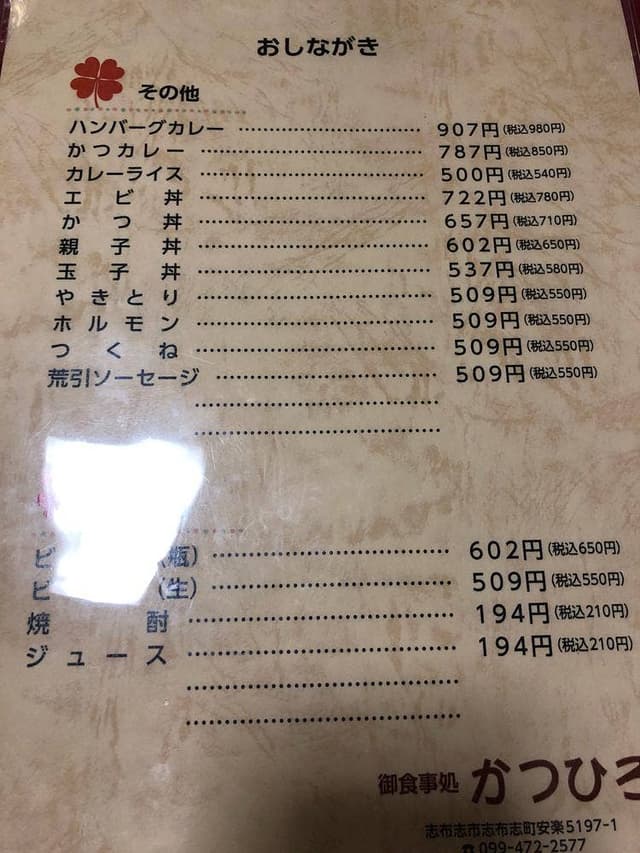 おしながき
その他
ハンバーグカレー ………………………… 907円(税込980円)
かつカレー ………………………… 787円(税込850円)
カレーライス ………………………… 500円(税込540円)
エビ丼 ………………………… 722円(税込780円)
かつ丼 ………………………… 657円(税込710円)
親子丼 ………………………… 602円(税込650円)
玉子丼 ………………………… 537円(税込580円)
やきとり ………………………… 509円(税込550円)
ホルモン ………………………… 509円(税込550円)
つくね ………………………… 509円(税込550円)
荒引ソーセージ ………………………… 509円(税込550円)
ビ (瓶) ………………………… 602円(税込650円)
ビ (生) ………………………… 509円(税込550円)
焼酎 ………………………… 194円(税込210円)
ジュース ………………………… 194円(税込210円)
御食事処 かつひろ
志布志市志布志町安楽5197-1
☎099-472-2577